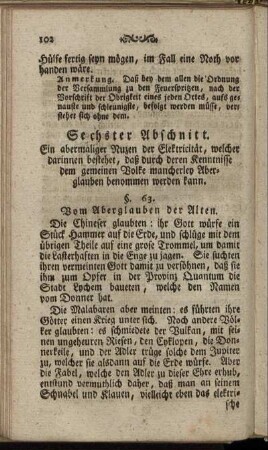 102
Hülfe fertig seyn mögen, im Fall eine Noth vor
handen wäre.
Anmerkung. Daß bey dem allen die Ordnung
der Versammlung zu den Feuersprizen, nach der
Vorschrift der Obrigkeit eines jeden Ortes, aufs ge
naueste und schleunigste, befolgt werden müsse, ver
stehet sich ohne dem.
Sechster Abschnitt.
Ein abermaliger Nuzen der Elektricität, welcher
darinnen bestehet, daß durch deren Kenntnisse
dem gemeinen Volke mancherley Aber-
glauben benommen werden kann.
§. 63.
Vom Aberglauben der Alten.
Die Chineser glaubten: ihr Gott würfe ein
Stück Hammer auf die Erde, und schlüge mit dem
übrigen Theile auf eine grose Trommel, um damit
die Lasterhaften in die Enge zu jagen. Sie suchten
ihren vermeinten Gott damit zu versöhnen, daß sie
ihm zum Opfer in der Provinz Quantum die
Stadt Lychem bauten, welche den Namen
vom Donner hat.
Die Malabaren aber meinten: es führten ihre
Götter einen Krieg unter sich. Noch andere Völ-
ker glaubten: es schmiedete der Vulkan, mit sei-
nen ungeheuren Riesen, den Cyklopen, die Don-
nerkeile, und der Adler trüge solche dem Jupiter
zu, welcher sie alsdann auf die Erde würfe. Aber
die Fabel, welche den Adler zu dieser Ehre erhub,
entstund vermuthlich daher, daß man an seinem
Schnabel und Klauen, vielleicht eben das elektri-
sche